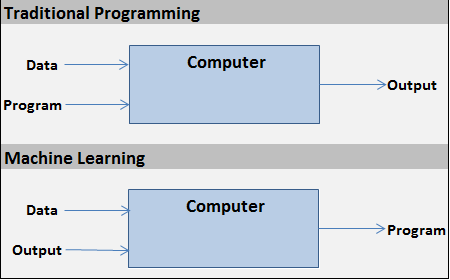 Traditional Programming
Data
Computer
Program
Output
Machine Learning
Data
Computer
Output
Program